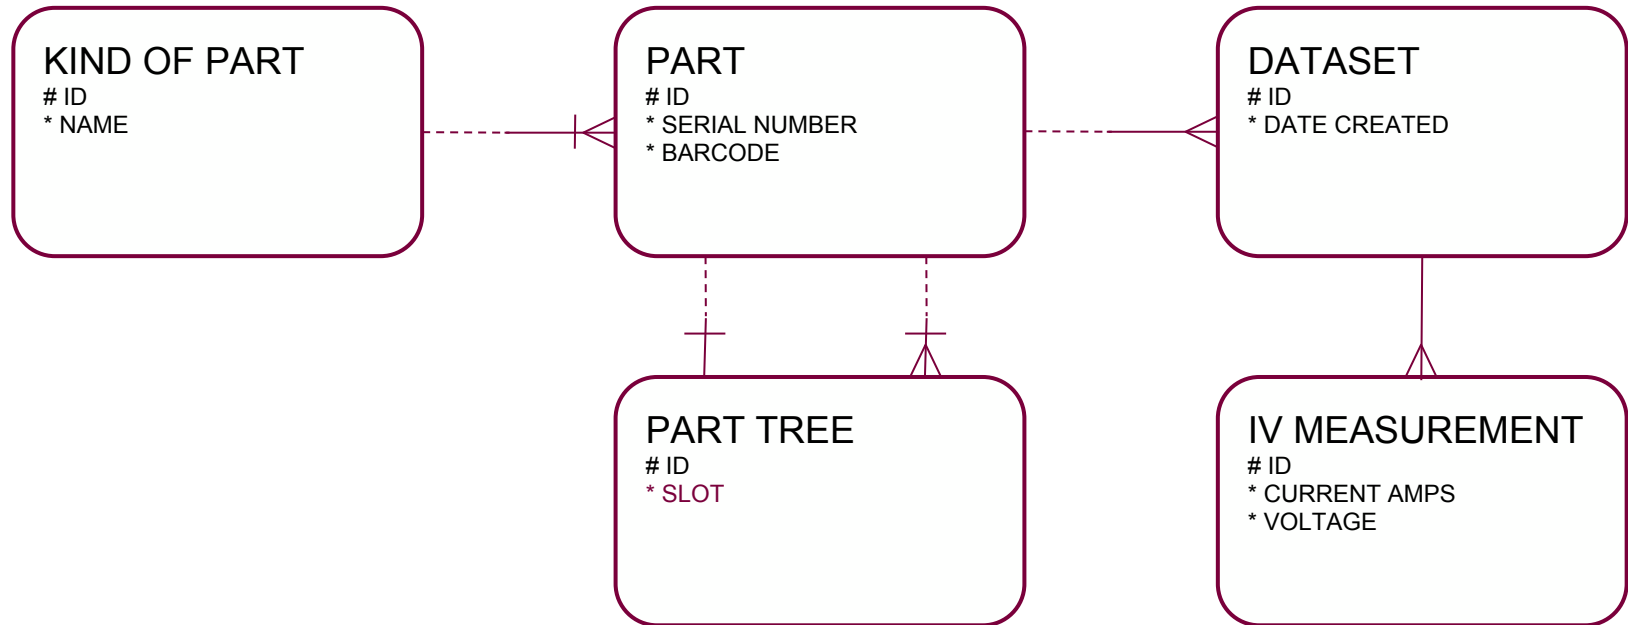 KIND OF PART
# ID
* NAME
PART
# ID
* SERIAL NUMBER
* BARCODE
DATASET
# ID
* DATE CREATED
PART TREE
# ID
* SLOT
IV MEASUREMENT
# ID
* CURRENT AMPS
* VOLTAGE